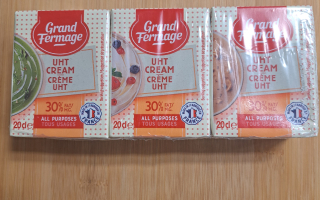 Grand
Fermage
UHT
CREAM
CRÈME
UHT
30%
ALL PURPOSES
TOUS USAGES
20cl
Grand
Fermage
UHT
CREAM
CRÈME
UHT
30%
ALL PURPOSES
TOUS USAGES
20cl
Grand
Fermage
UHT
CREAM
CRÈME
UHT
30%
ALL PURPOSES
TOUS USAGES
20cl